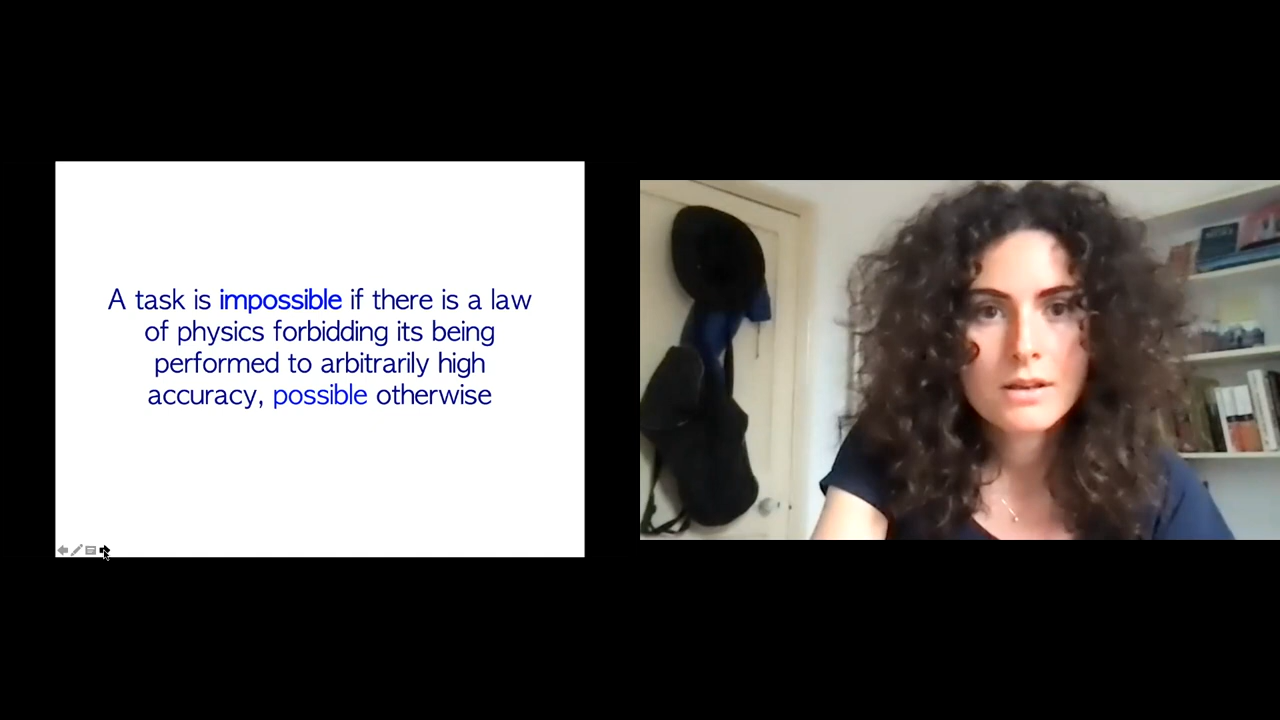 A task is impossible if there is a law
of physics forbidding its being
performed to arbitrarily high
accuracy, possible otherwise